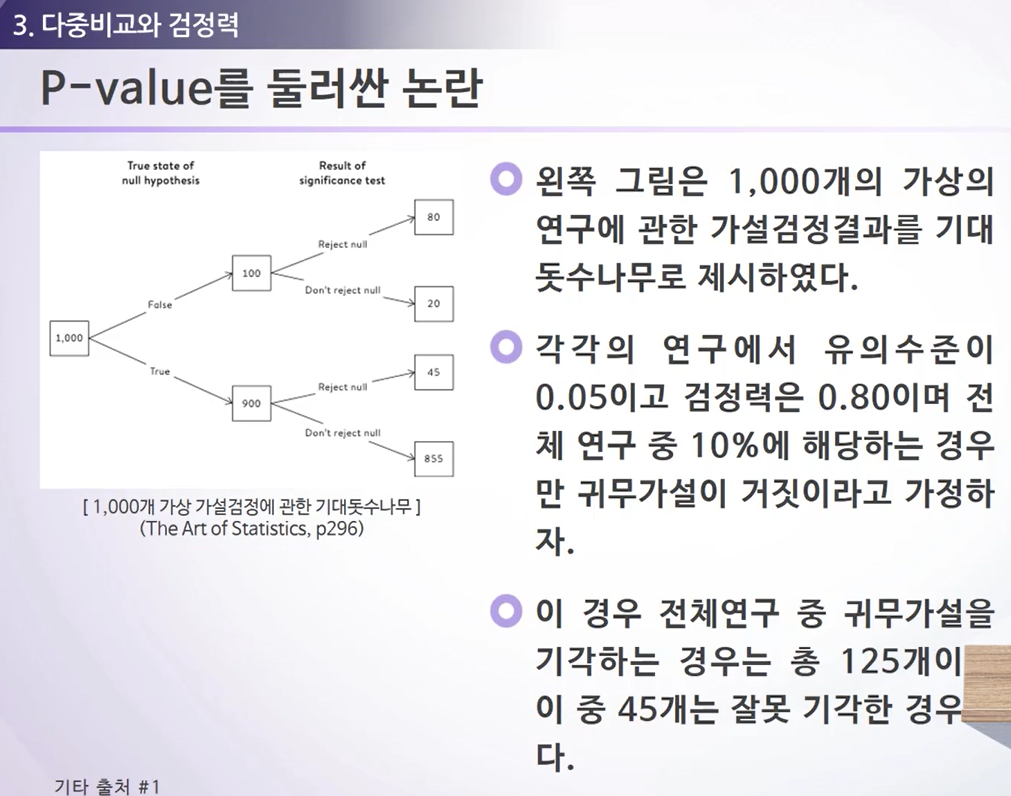 3. 다중비교와 검정력
P-value를 둘러싼 논란
True state of
null hypothesis
Result of
significance test
80
Reject null
100
Don't reject null
20
False
1,000
True
45
Reject null
900
Don't reject null
855
[ 1,000개 가상 가설검정에 관한 기대돗수나무 ]
(The Art of Statistics, p296)
왼쪽 그림은 1,000개의 가상의
연구에 관한 가설검정결과를 기대
돗수나무로 제시하였다.
각각의 연구에서 유의수준이
0.05이고 검정력은 0.80이며 전
체 연구 중 10%에 해당하는 경우
만 귀무가설이 거짓이라고 가정하
자.
이 경우 전체연구 중 귀무가설을
기각하는 경우는 총 125개이
이 중 45개는 잘못 기각한 경우
다.
기타 출처 #1